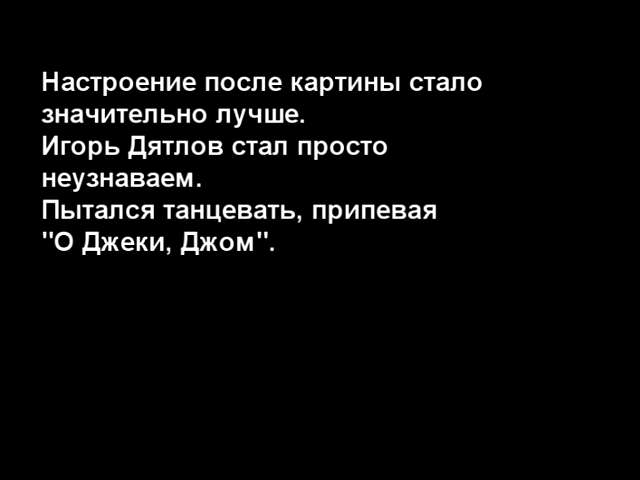 Настроение после картины стало
значительно лучше.
Игорь Дятлов стал просто
неузнаваем.
Пытался танцевать, припевая
"О Джеки, Джом".